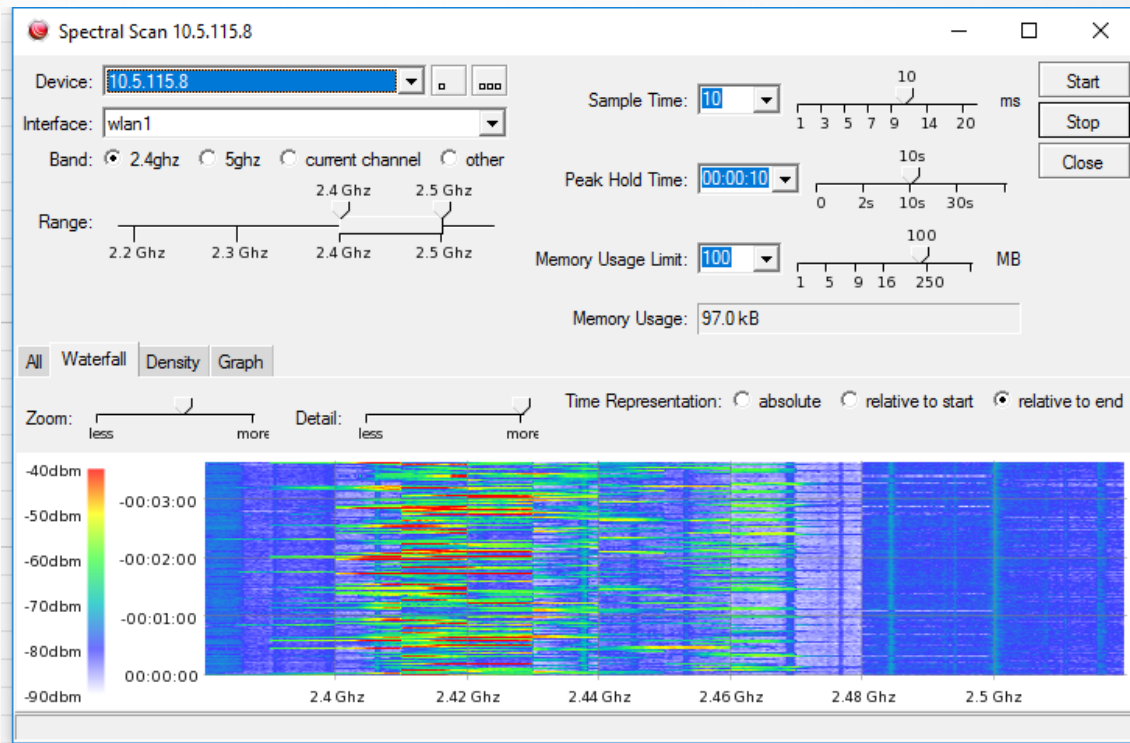 Spectral Scan 10.5.115.8
Device: 10.5.115.8
Interface: wlan1
Band: 2.4ghz 5ghz current channel other
2.4 Ghz 2.5 Ghz
Range:
2.2 Ghz 2.3 Ghz 2.4 Ghz 2.5 Ghz
10
Sample Time: 10 ms
1 3 5 7 9 14 20
10s
Peak Hold Time: 00:00:10
0 2s 10s 30s
100
Memory Usage Limit: 100 MB
1 5 9 16 250
Memory Usage: 97.0 kB
Start
Stop
Close
All Waterfall Density Graph
Zoom: less more
Detail: less more
Time Representation: absolute relative to start relative to end
-40dbm
-50dbm
-60dbm
-70dbm
-80dbm
-90dbm
-00:03:00
-00:02:00
-00:01:00
00:00:00
2.4 Ghz 2.42 Ghz 2.44 Ghz 2.46 Ghz 2.48 Ghz 2.5 Ghz